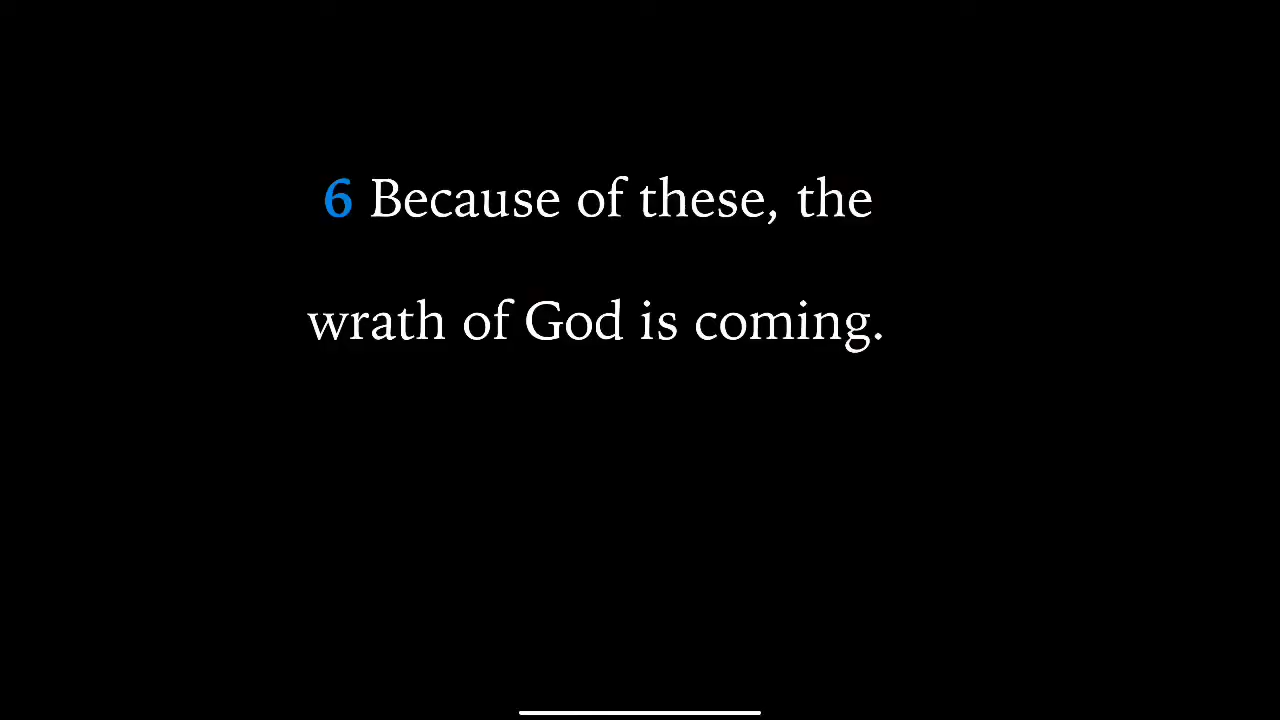 6 Because of these, the
wrath of God is coming.